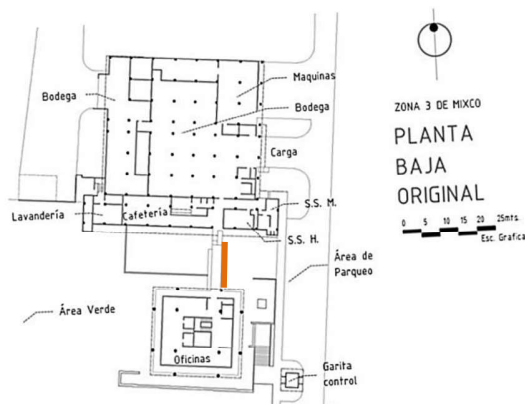 Maquinas
Bodega
Bodega
ZONA 3 DE MIXCO
PLANTA
BAJA
ORIGINAL
Carga
Lavandería
Cafetería
S.S. M.
S.S. H.
0 5 10 15 20 25mts.
Esc. Grafica
Área de
Parqueo
Área Verde
Oficinas
Garita
control